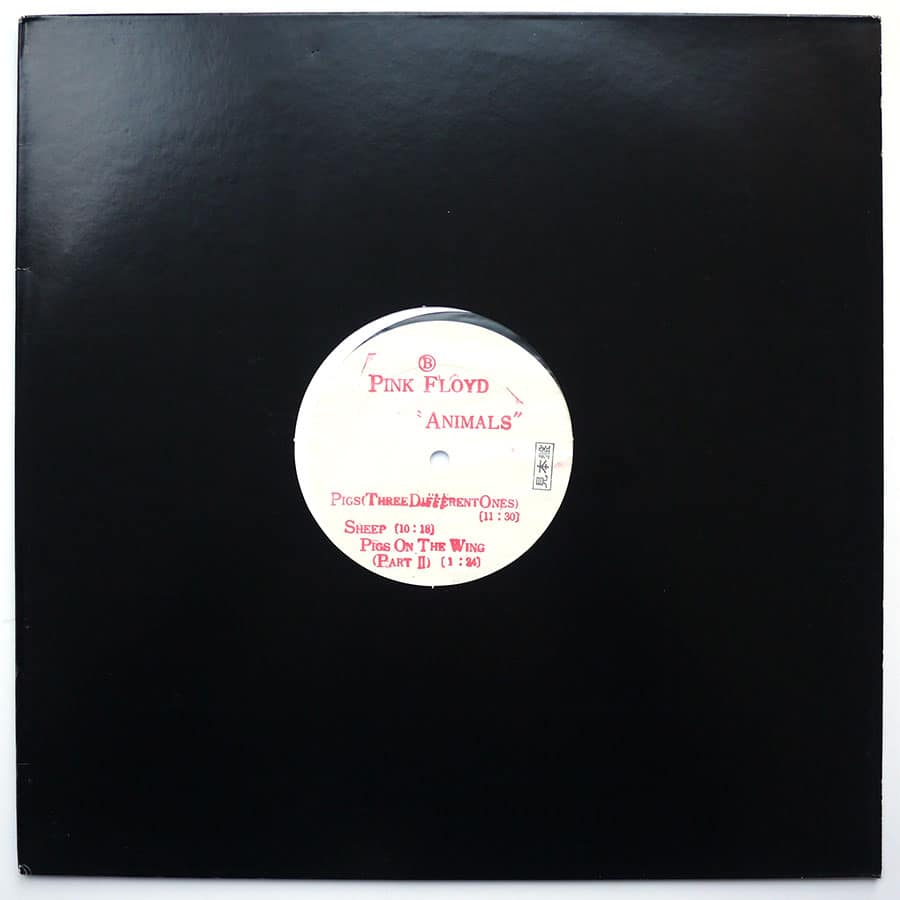 Ⓑ
PINK FLOYD
"ANIMALS"
見本盤
PIGS(THREE DIFFERENT ONES)
(11:30)
SHEEP (10:18)
PIGS ON THE WING
(PART II) (1:24)